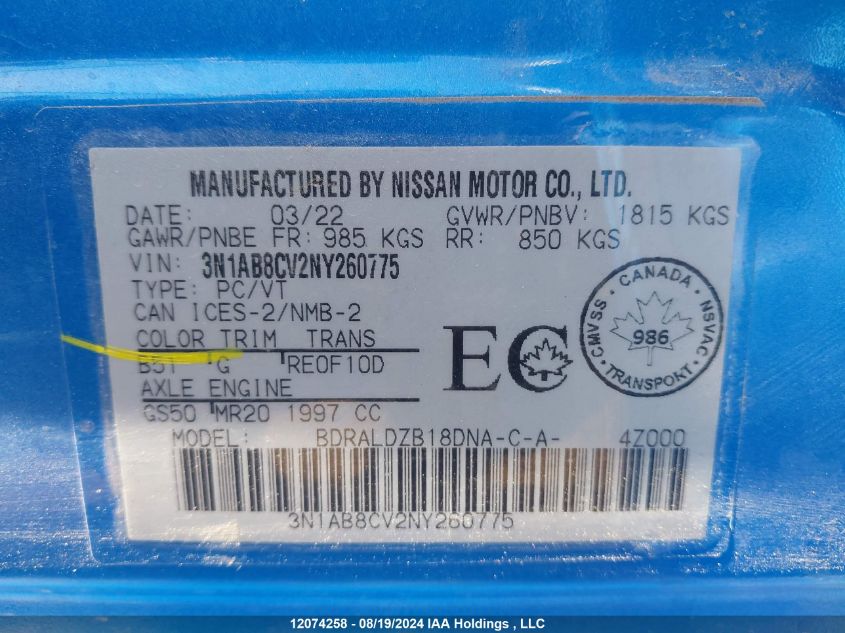 MANUFACTURED BY NISSAN MOTOR CO., LTD.
DATE: 03/22 GVWR/PNBV: 1815 KGS
GAWR/PNBE FR: 985 KGS RR: 850 KGS
VIN: 3N1AB8CV2NY260775
TYPE: PC/VT
CAN ICES-2/NMB-2
COLOR TRIM TRANS
B51 G RE0F10D
AXLE ENGINE
GS50 MR20 1997 CC
MODEL: BDRALDZB18DNA-C-A- 4Z000
3N1AB8CV2NY260775
EC
CANADA
CMVSS 986 NSVAC
TRANSPORT
12074258 - 08/19/2024 IAA Holdings , LLC